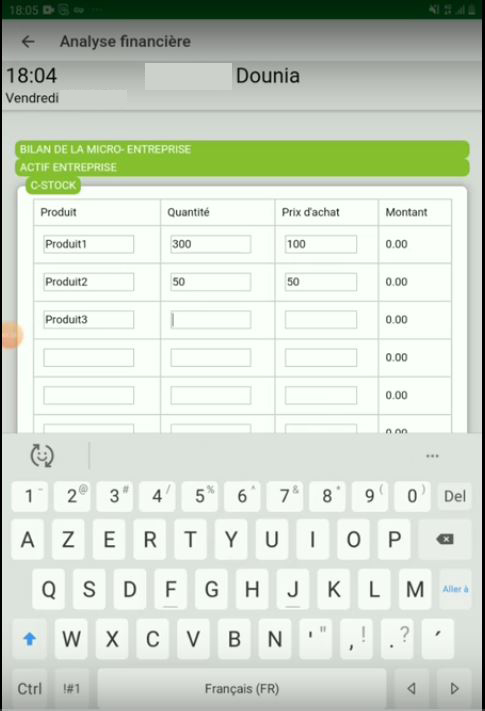 18:05
Analyse financière
18:04 Dounia
Vendredi
BILAN DE LA MICRO- ENTREPRISE
ACTIF ENTREPRISE
C-STOCK
Produit Quantité Prix d'achat Montant
Produit1 300 100 0.00
Produit2 50 50 0.00
Produit3 0.00
0.00
0.00
0.00
1 - 2 @ 3 # 4 / 5 % 6 ^ 7 & 8 * 9 ( 0 ) Del
A Z E R T Y U I O P
Q S D F G H J K L M Aller à
W X C V B N ' " , ! . ? ´
Ctrl !#1 Français (FR)